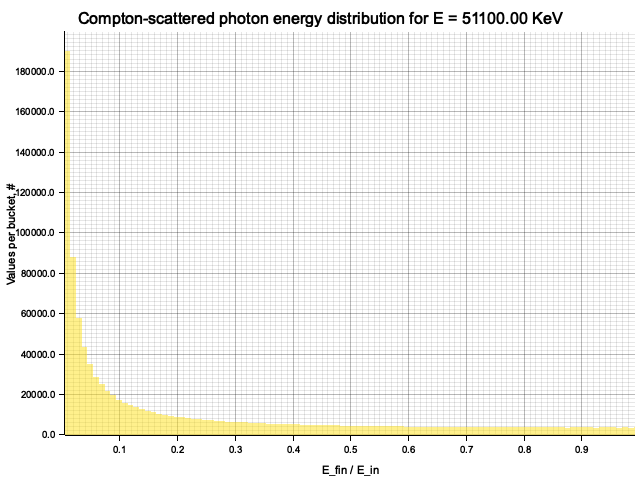 Compton-scattered photon energy distribution for E = 51100.00 KeV
Values per bucket, #
180000.0
160000.0
140000.0
120000.0
100000.0
80000.0
60000.0
40000.0
20000.0
0.0
0.1 0.2 0.3 0.4 0.5 0.6 0.7 0.8 0.9
E_fin / E_in